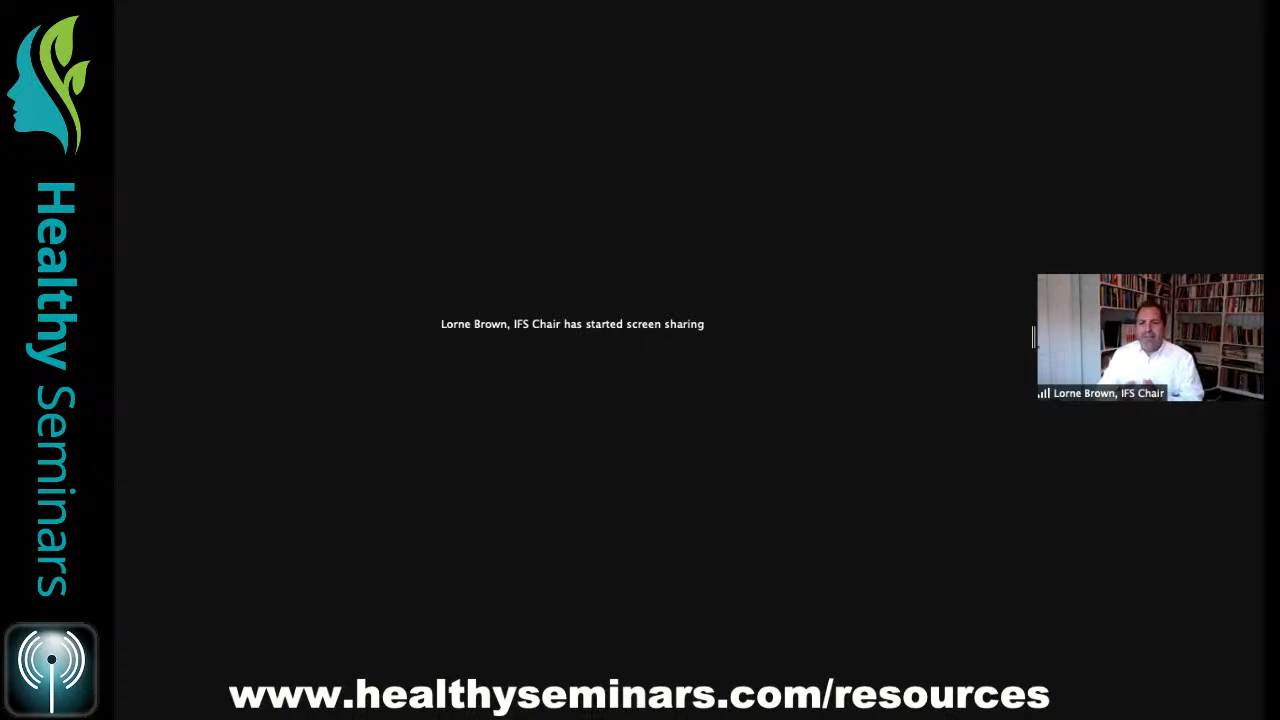 Healthy Seminars
Lorne Brown, IFS Chair has started screen sharing
Lorne Brown, IFS Chair
www.healthyseminars.com/resources